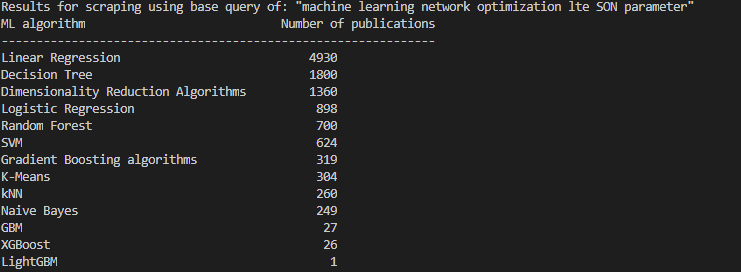 Results for scraping using base query of: "machine learning network optimization lte SON parameter"
ML algorithm Number of publications
--------------------------------------------------------------
Linear Regression 4930
Decision Tree 1800
Dimensionality Reduction Algorithms 1360
Logistic Regression 898
Random Forest 700
SVM 624
Gradient Boosting algorithms 319
K-Means 304
kNN 260
Naive Bayes 249
GBM 27
XGBoost 26
LightGBM 1